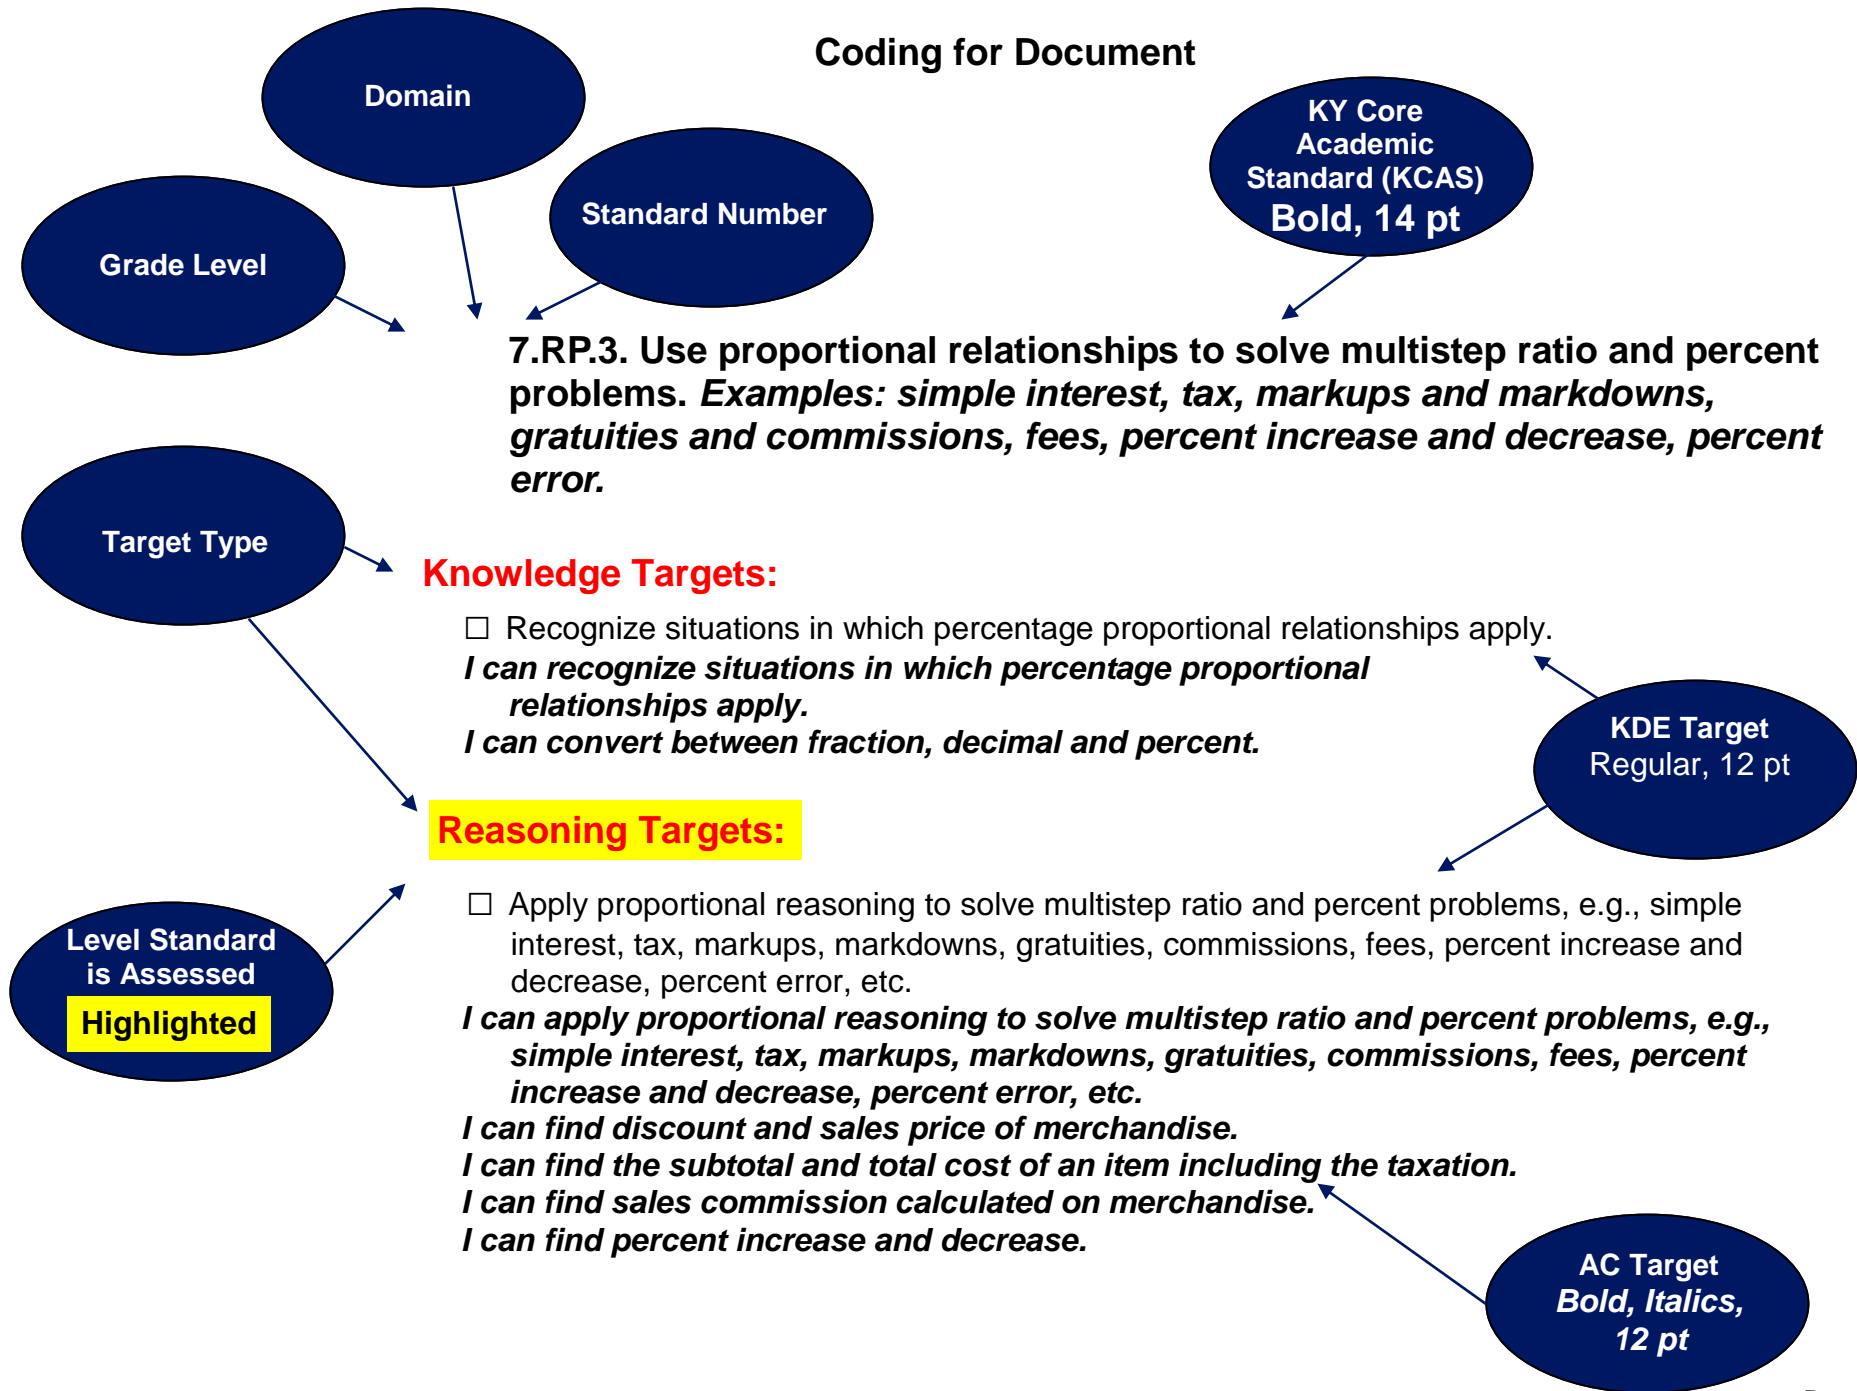 Coding for Document
Domain
KY Core
Academic
Standard (KCAS)
Bold, 14 pt
Standard Number
Grade Level
7.RP.3. Use proportional relationships to solve multistep ratio and percent
problems. Examples: simple interest, tax, markups and markdowns,
gratuities and commissions, fees, percent increase and decrease, percent
error.
Target Type
Knowledge Targets:
☐ Recognize situations in which percentage proportional relationships apply.
I can recognize situations in which percentage proportional
relationships apply.
I can convert between fraction, decimal and percent.
KDE Target
Regular, 12 pt
Reasoning Targets:
☐ Apply proportional reasoning to solve multistep ratio and percent problems, e.g., simple
interest, tax, markups, markdowns, gratuities, commissions, fees, percent increase and
decrease, percent error, etc.
Level Standard
is Assessed
Highlighted
I can apply proportional reasoning to solve multistep ratio and percent problems, e.g.,
simple interest, tax, markups, markdowns, gratuities, commissions, fees, percent
increase and decrease, percent error, etc.
I can find discount and sales price of merchandise.
I can find the subtotal and total cost of an item including the taxation.
I can find sales commission calculated on merchandise.
I can find percent increase and decrease.
AC Target
Bold, Italics,
12 pt